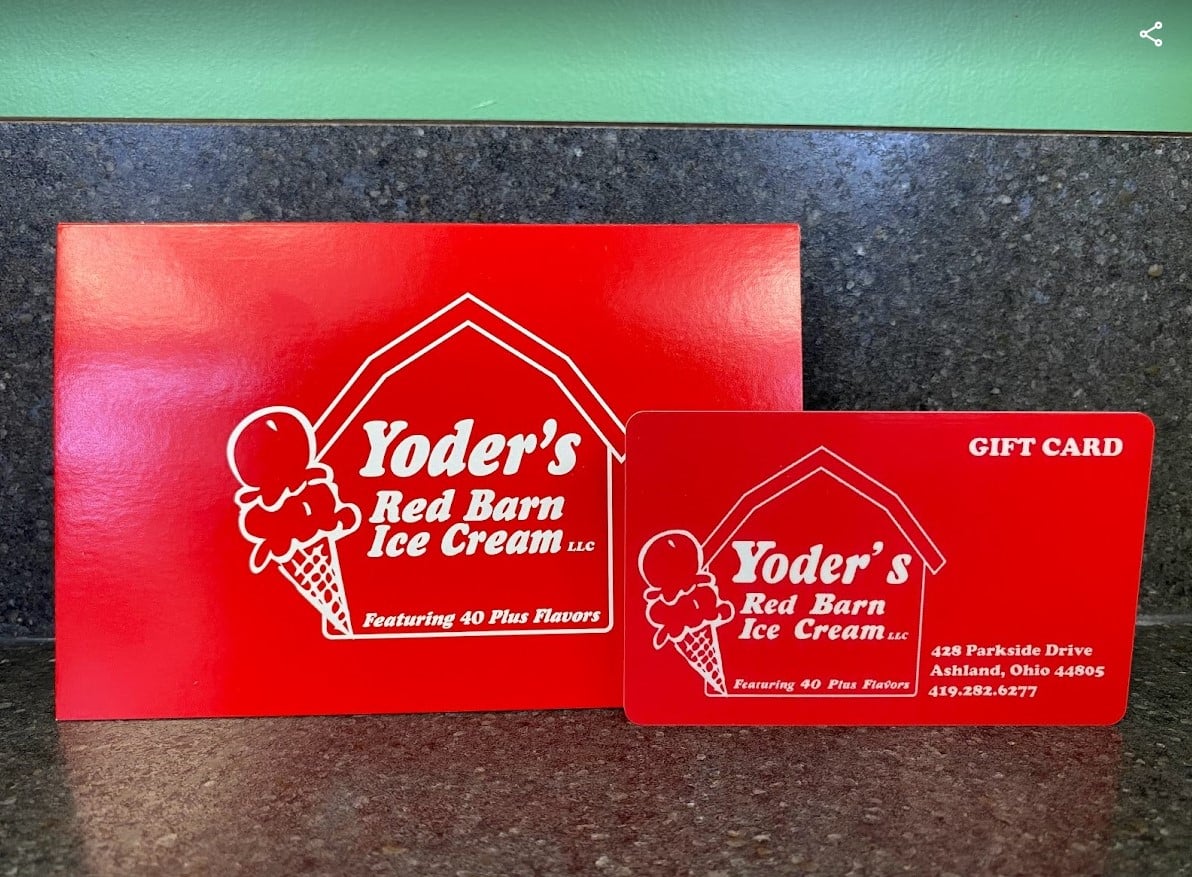 Yoder's
Red Barn
Ice Cream LLC
Featuring 40 Plus Flavors
GIFT CARD
Yoder's
Red Barn
Ice Cream LLC
Featuring 40 Plus Flavors
428 Parkside Drive
Ashland, Ohio 44805
419.282.6277